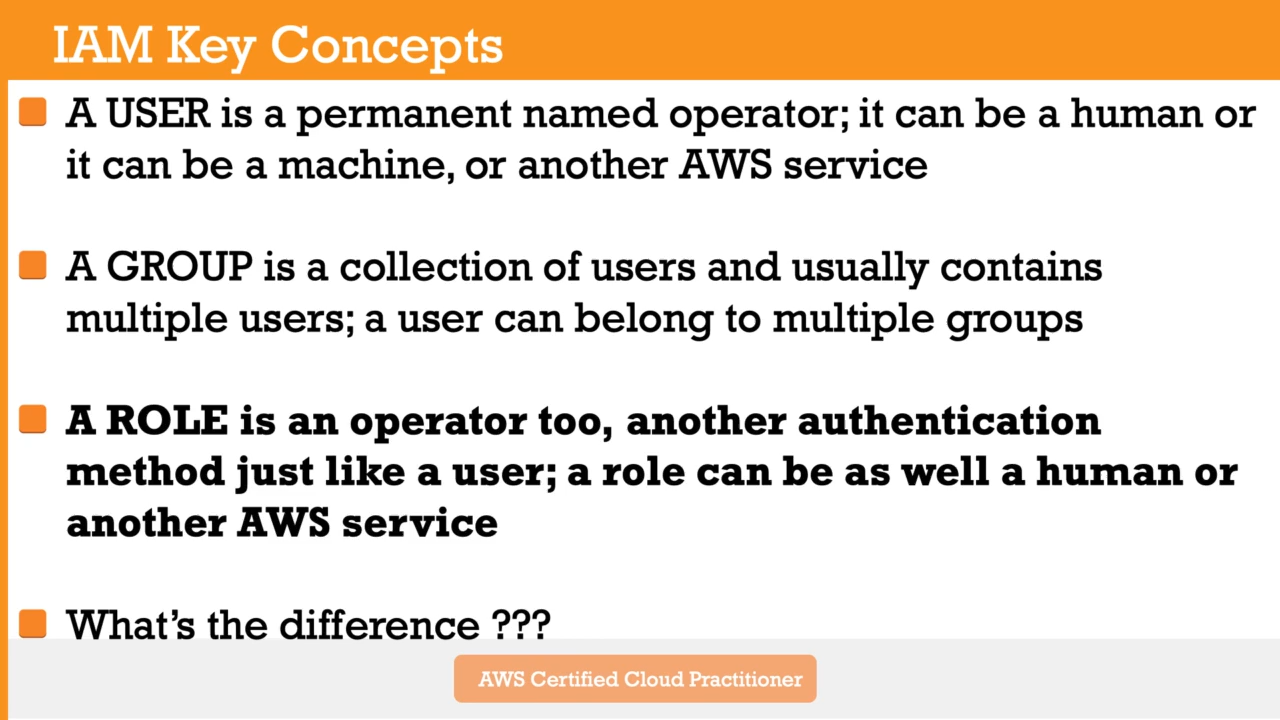 IAM Key Concepts
A USER is a permanent named operator; it can be a human or
it can be a machine, or another AWS service
A GROUP is a collection of users and usually contains
multiple users; a user can belong to multiple groups
A ROLE is an operator too, another authentication
method just like a user; a role can be as well a human or
another AWS service
What's the difference ???
AWS Certified Cloud Practitioner